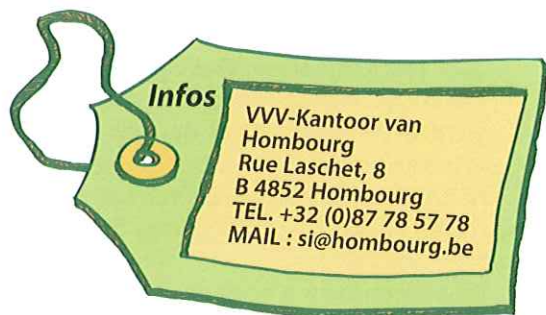 Infos
VVV-Kantoor van
Hombourg
Rue Laschet, 8
B 4852 Hombourg
TEL. +32 (0)87 78 57 78
MAIL : si@hombourg.be